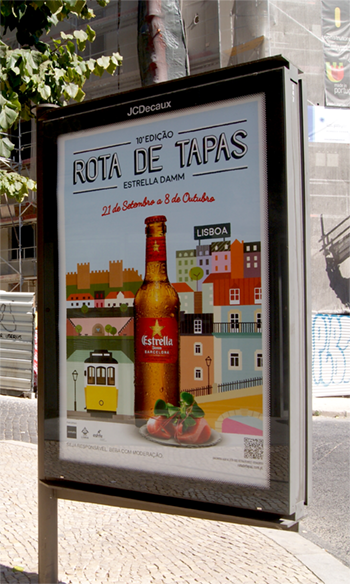 JCDecaux
10ª EDIÇÃO
ROTA DE TAPAS
ESTRELLA DAMM
21 de Setembro a 8 de Outubro
LISBOA
Estrella
Damm
BARCELONA
SEJA RESPONSÁVEL. BEBA COM MODERAÇÃO